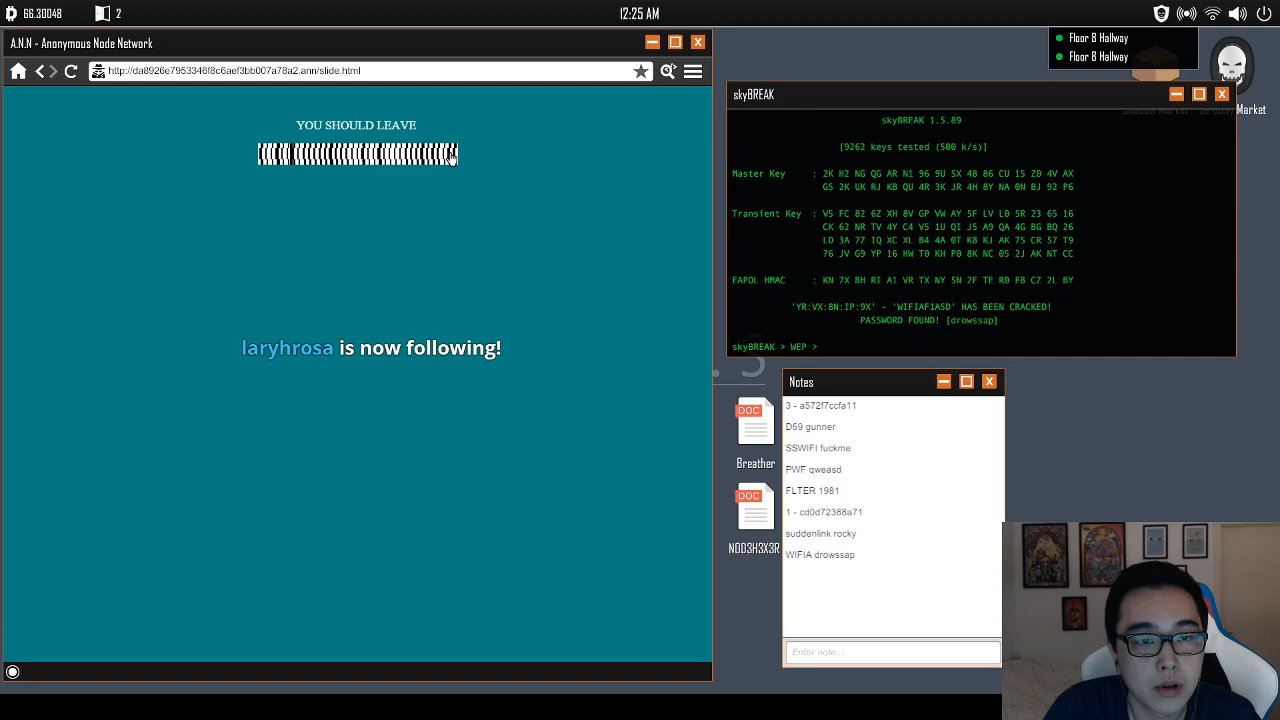 66.30048
2
12:25 AM
A.N.N - Anonymous Node Network
http://da8926e7953346f8c6aef3bb007a78a2.ann/slide.html
YOU SHOULD LEAVE
laryhrosa is now following!
Floor 8 Hallway
Floor 8 Hallway
Market
skyBREAK
skyBREAK 1.5.89
[9262 keys tested (500 k/s)]
Master Key : 2K H2 NG QG AR N1 96 9U SX 48 86 CU 15 Z0 4V AX
GS 2K UK RJ KB QU 4R 3K JR 4H 8Y NA 0N BJ 92 P6
Transient Key : V5 FC 82 6Z XH 8V GP VW AY 5F LV L0 SR 23 65 16
CK 62 NR TV 4Y C4 V5 1U QI J5 A9 QA 4G BG BQ 26
LD 3A 7Z IQ XC XL B4 4A 0T K8 KJ AK 7S CR 57 T9
76 JV G9 YP 16 HW T0 KH P0 8K NC 05 2J AK NT CC
EAPOL HMAC : KN 7X BH RI A1 VR TX NY 5N 2F TE R0 F8 CZ 2L BY
'YR:VX:8N:IP:9X' - 'WIFIAF1A5D' HAS BEEN CRACKED!
PASSWORD FOUND! [drowssap]
skyBREAK > WEP >
DOC
Breather
DOC
N0D3H3X3R
Notes
3 - a572f7ccfa11
D59 gunner
SSWIFI fuckme
PWF qweasd
FLTER 1981
1 - cd0d72388a71
suddenlink rocky
WIFIA drowssap
Enter note...